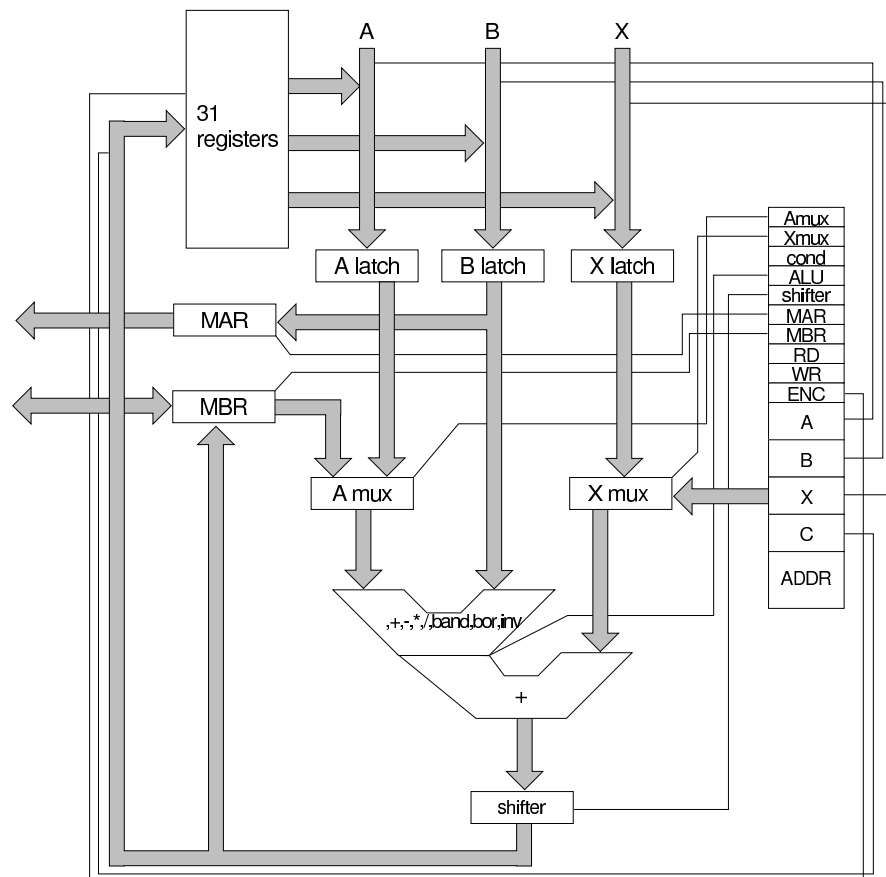 A
B
X
31
registers
A latch
B latch
X latch
MAR
MBR
A mux
X mux
,+,-,*,/,band,bor,inv
+
shifter
Amux
Xmux
cond
ALU
shifter
MAR
MBR
RD
WR
ENC
A
B
X
C
ADDR